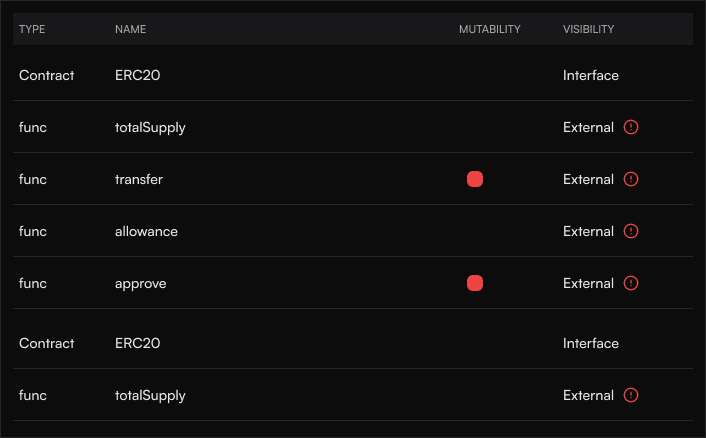 TYPE NAME MUTABILITY VISIBILITY
Contract ERC20 Interface
func totalSupply External
func transfer External
func allowance External
func approve External
Contract ERC20 Interface
func totalSupply External